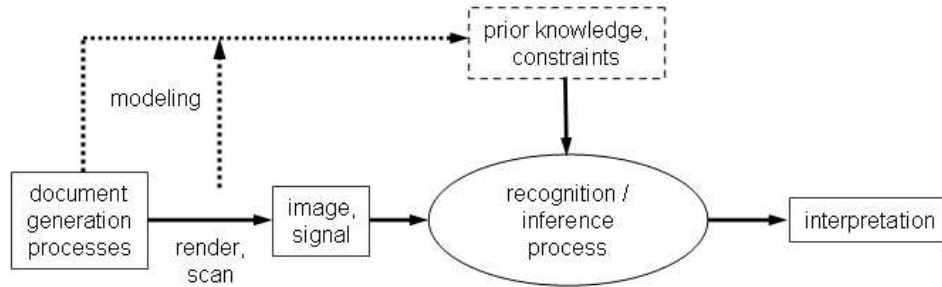 prior knowledge,
constraints
modeling
document
generation
processes
render,
scan
image,
signal
recognition /
inference
process
interpretation